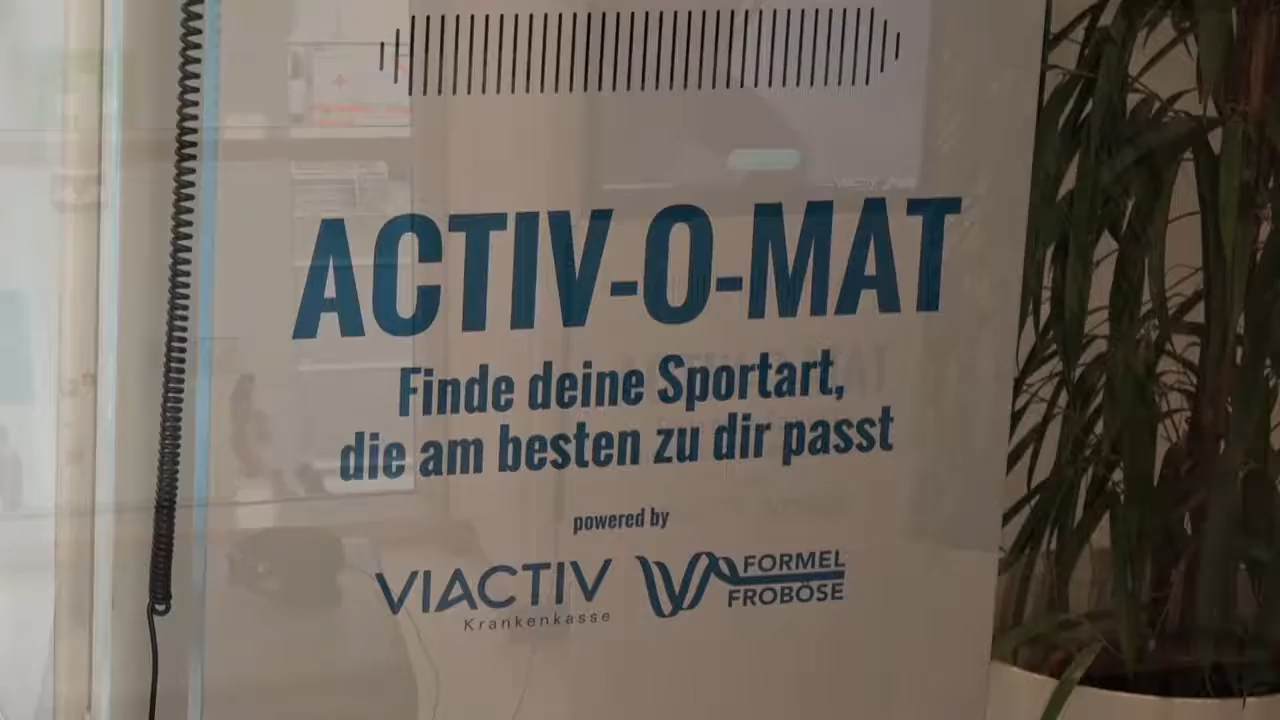 ACTIV-O-MAT
Finde deine Sportart,
die am besten zu dir passt
powered by
VIACTIV
Krankenkasse
FORMEL
FROBÖSE